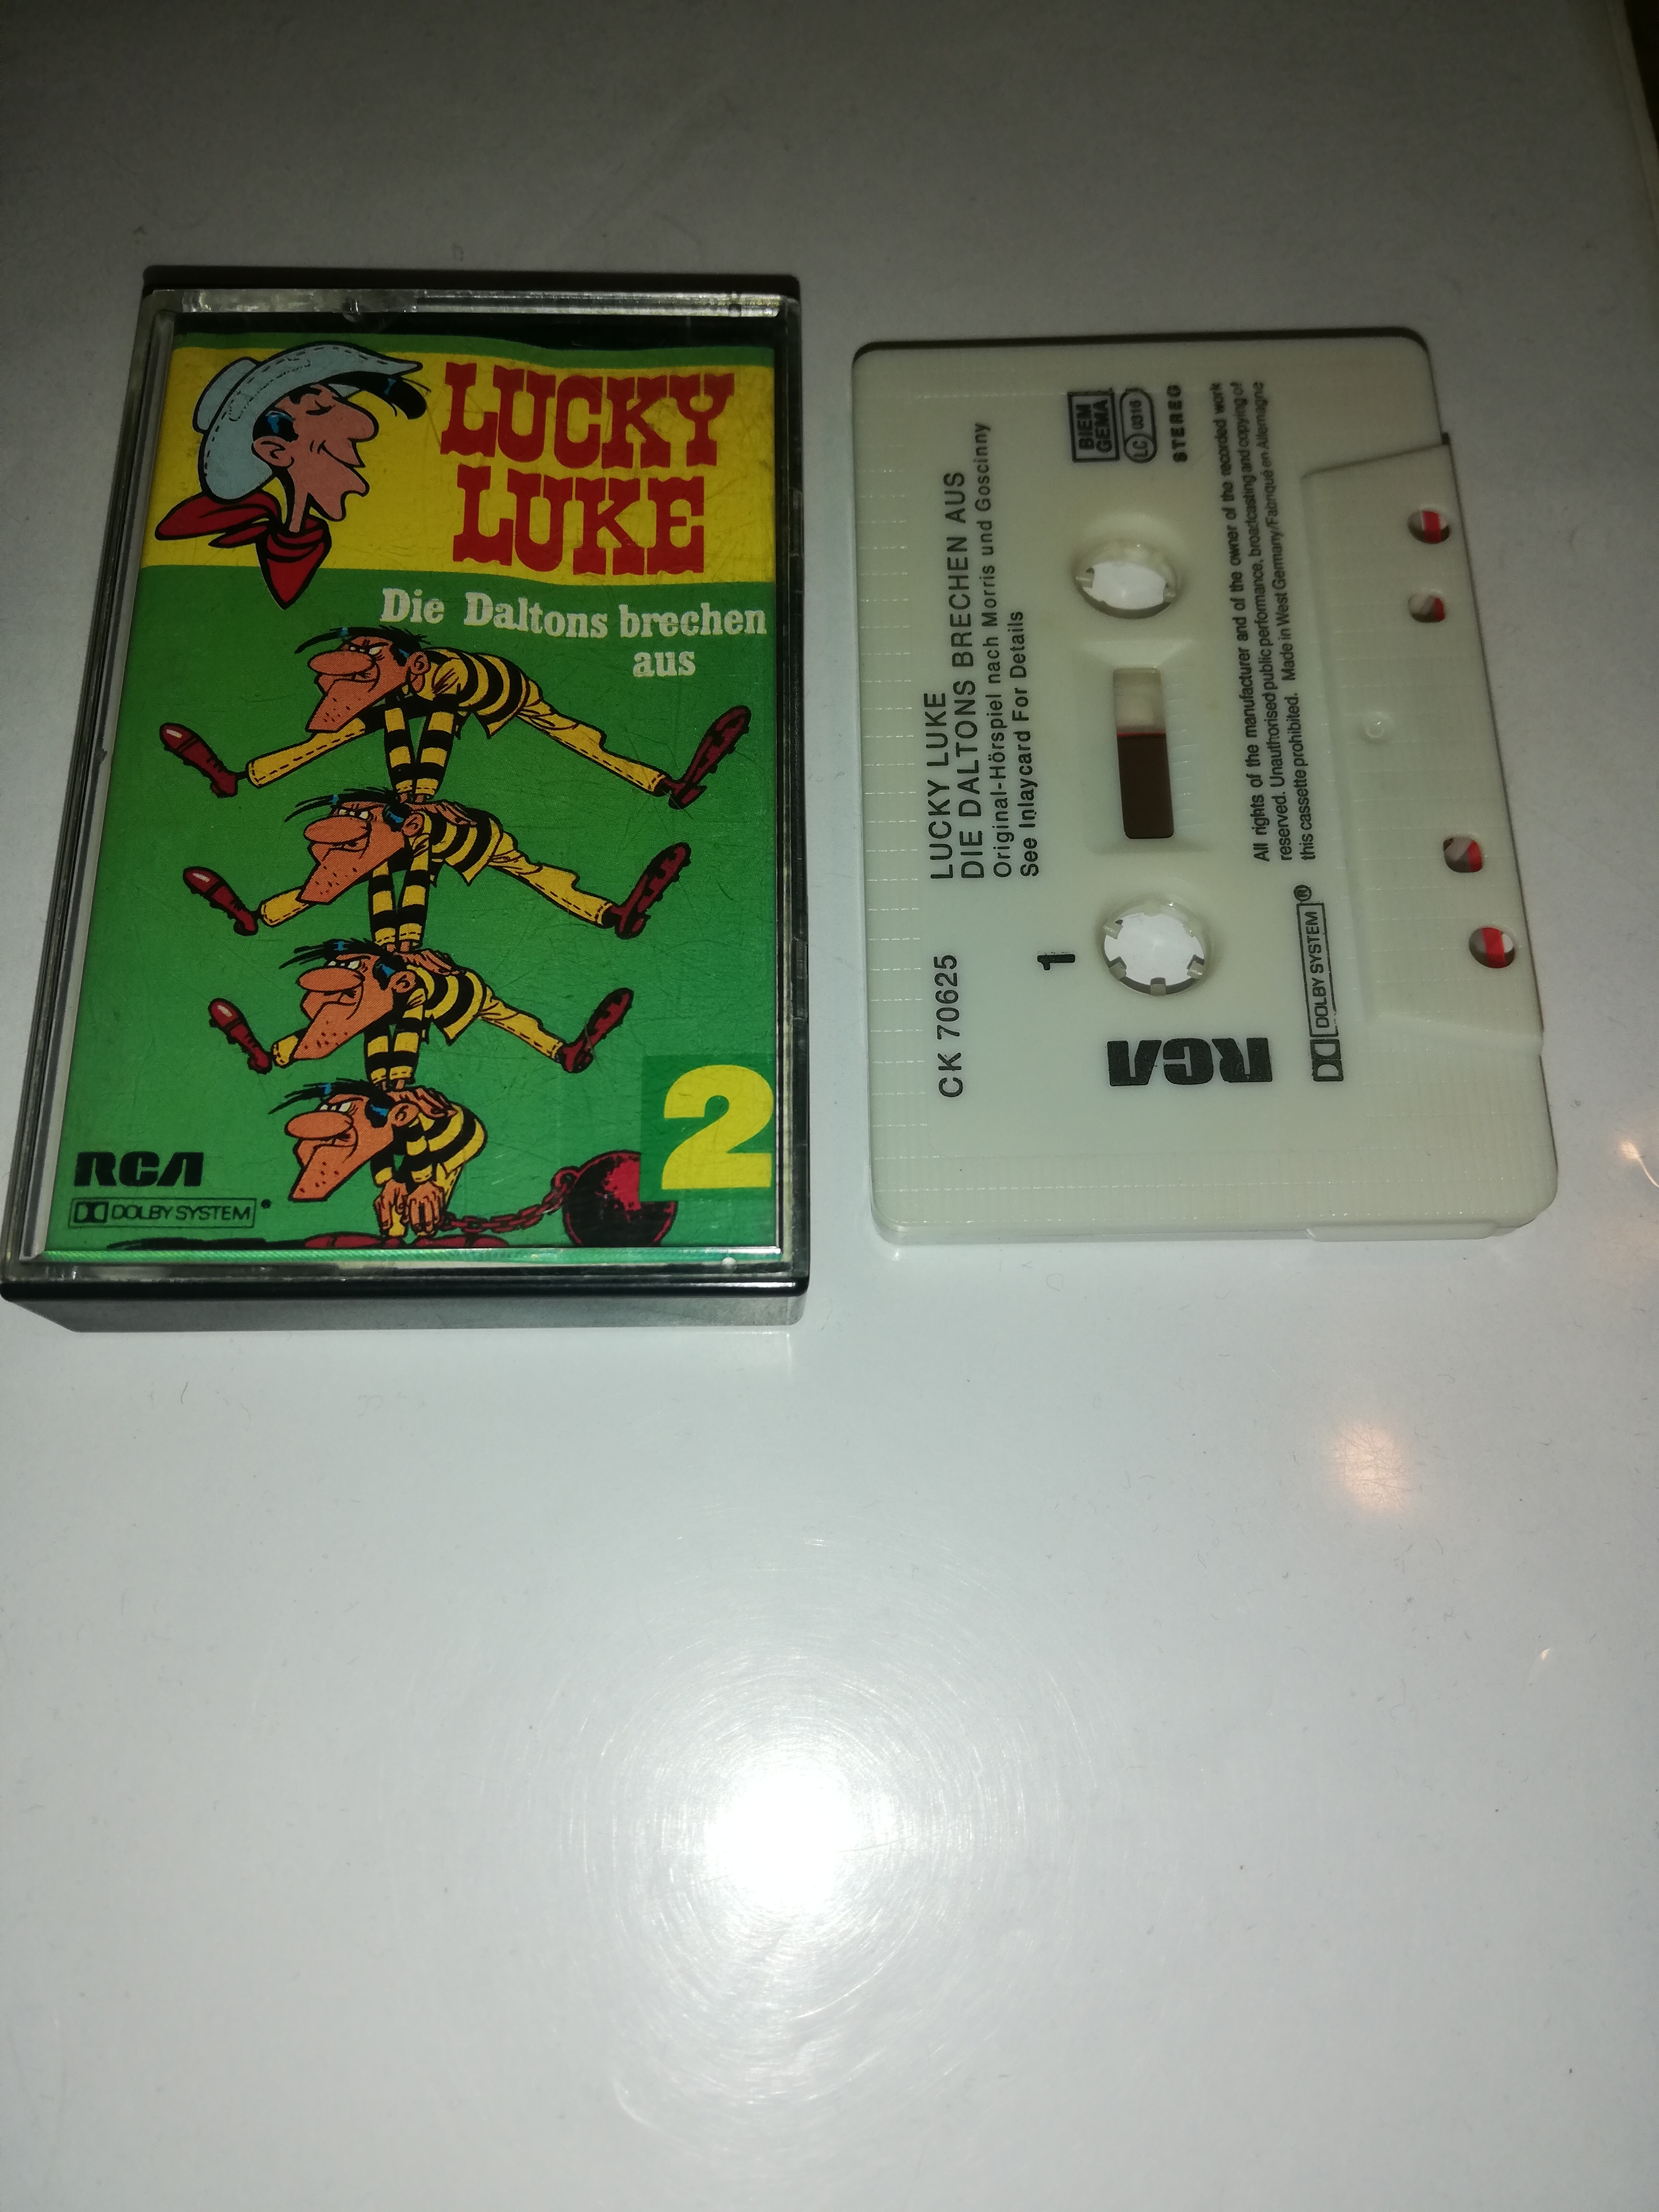 LUCKY
LUKE
Die Daltons brechen
aus
2
RCA
DOLBY SYSTEM®
CK 70625
LUCKY LUKE
DIE DALTONS BRECHEN AUS
Original-Hörspiel nach Morris und Goscinny
See Inlaycard For Details
1
BIEM
GEMA
LC 0316
STEREO
RCA
All rights of the manufacturer and of the owner of the recorded work
reserved. Unauthorised public performance, broadcasting and copying of
this cassette prohibited. Made in West Germany/Fabriqué en Allemagne
DOLBY SYSTEM®